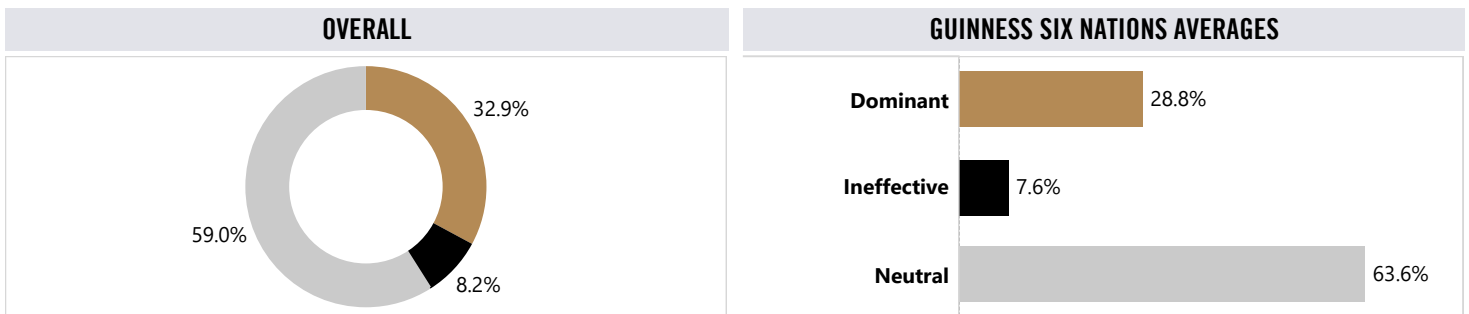 OVERALL
32.9%
59.0%
8.2%
GUINNESS SIX NATIONS AVERAGES
Dominant 28.8%
Ineffective 7.6%
Neutral 63.6%